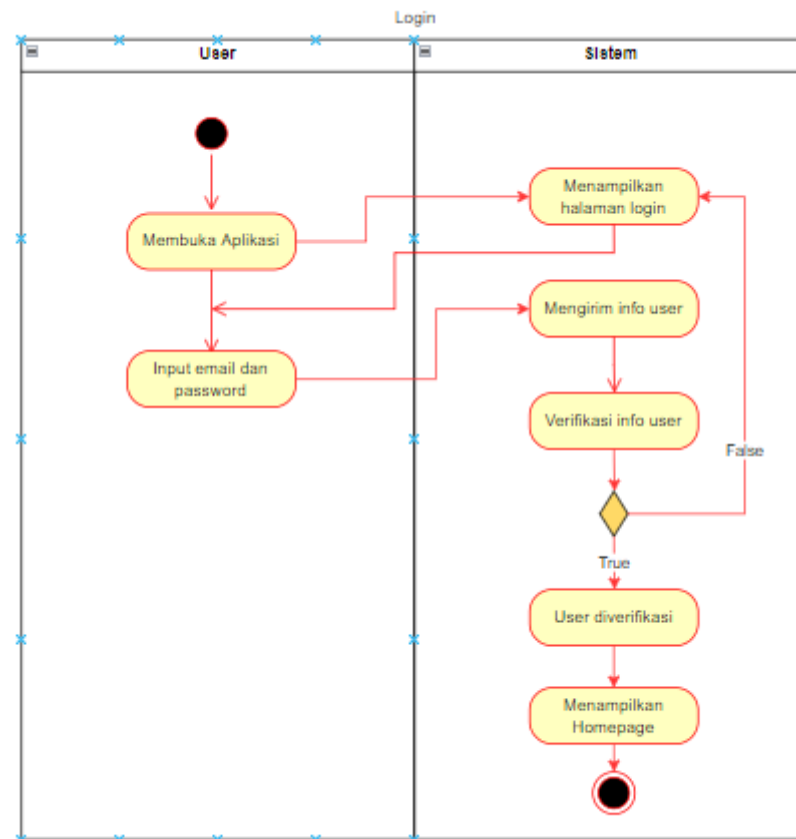 Login
User
Sistem
Menampilkan
halaman login
Membuka Aplikasi
Mengirim info user
Input email dan
password
Verifikasi info user
False
True
User diverifikasi
Menampilkan
Homepage